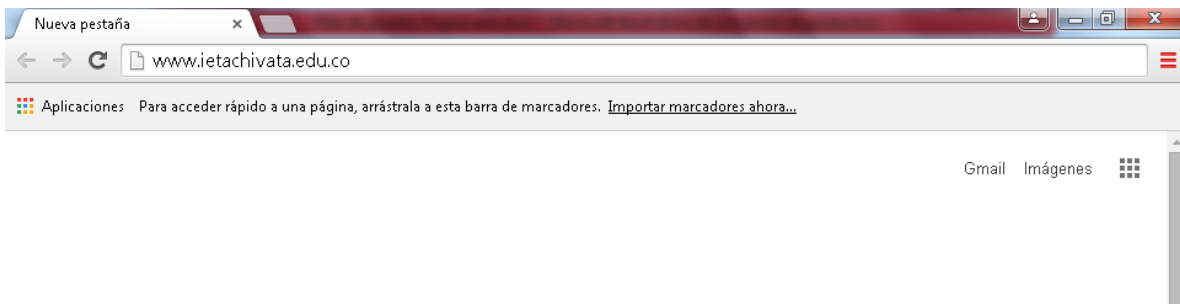 Nueva pestaña
www.ietachivata.edu.co
Aplicaciones Para acceder rápido a una página, arrástrala a esta barra de marcadores. Importar marcadores ahora...
Gmail Imágenes